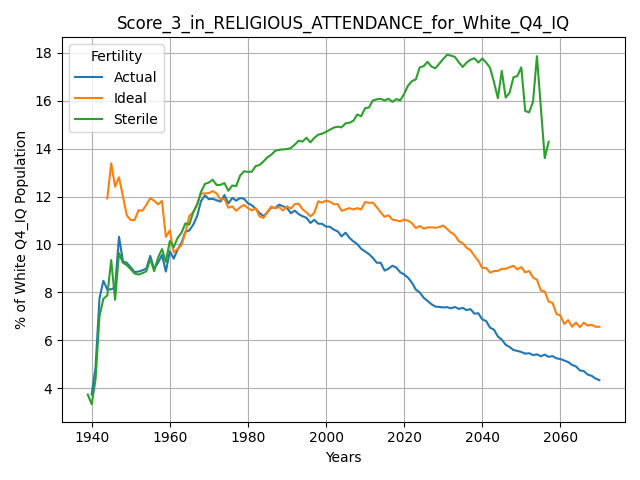 Score_3_in_RELIGIOUS_ATTENDANCE_for_White_Q4_IQ
Fertility
Actual
Ideal
Sterile
% of White Q4_IQ Population
18
16
14
12
10
8
6
4
1940
1960
1980
2000
2020
2040
2060
Years